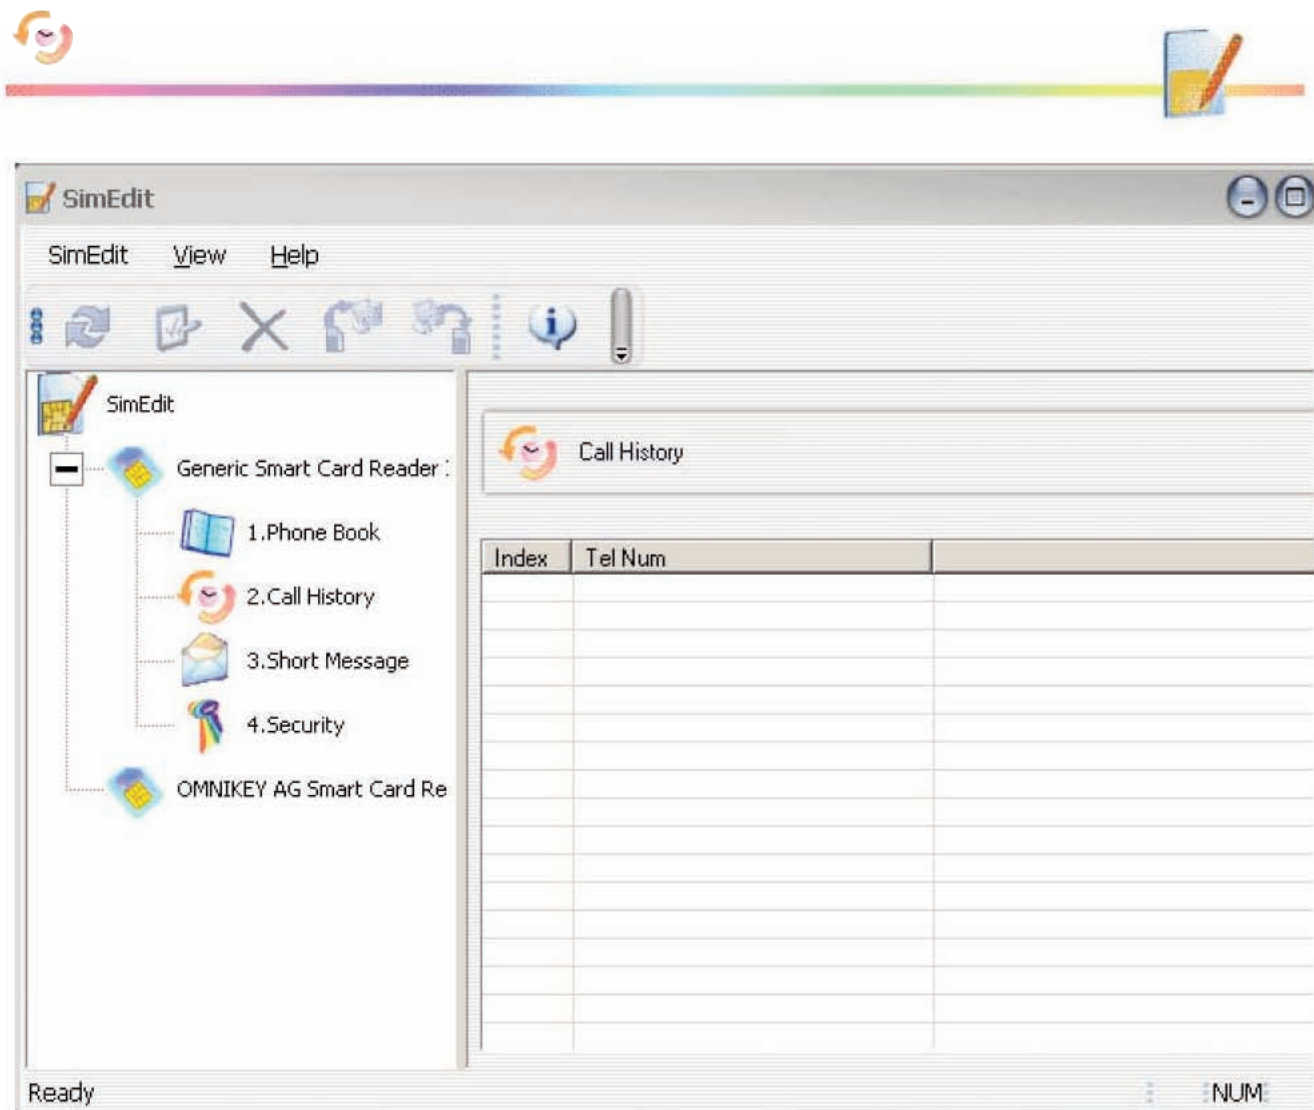 SimEdit
SimEdit View Help
SimEdit
Generic Smart Card Reader
1.Phone Book
2.Call History
3.Short Message
4.Security
OMNIKEY AG Smart Card Re
Call History
Index Tel Num
Ready NUM